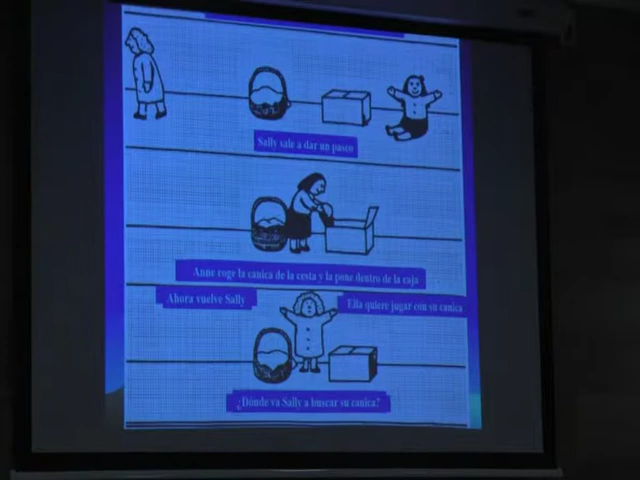 Sally sale a dar un paseo
Anne coge la canica de la cesta y la pone dentro de la caja
Ahora vuelve Sally
Ella quiere jugar con su canica
¿Dónde va Sally a buscar su canica?